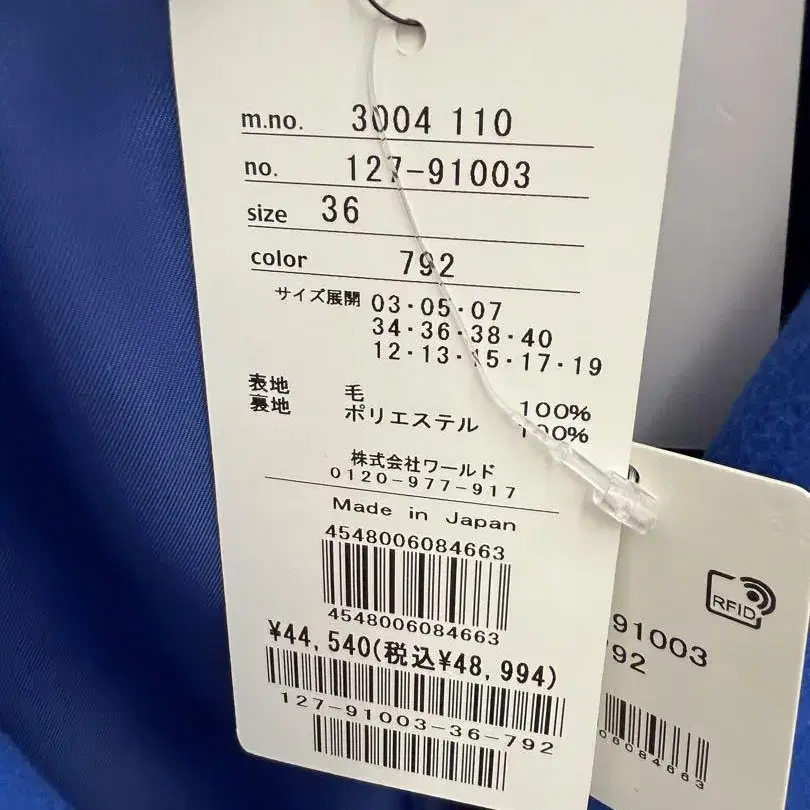 m.no. 3004 110
no. 127-91003
size 36
color 792
サイズ展開 03·05·07
34·36·38·40
12·13·15·17·19
表地 毛 100%
裏地 ポリエステル 100%
株式会社ワールド
0120-977-917
Made in Japan
4548006084663
4548006084663
¥44,540(税込¥48,994)
127-91003-36-792
RFID
91003
92
06084663